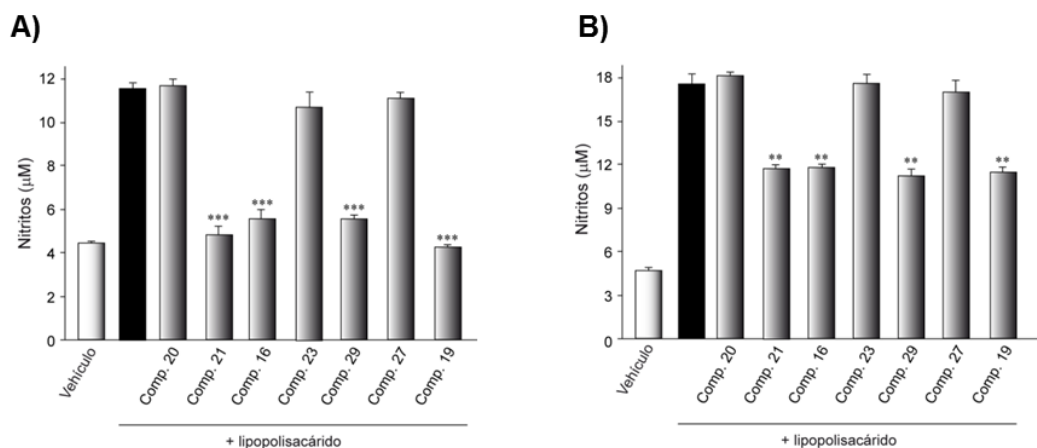 A)
Nitritos (µM)
12
10
8
6
4
2
0
***
***
***
***
Vehículo
Comp. 20
Comp. 21
Comp. 16
Comp. 23
Comp. 29
Comp. 27
Comp. 19
+ lipopolisacárido
B)
Nitritos (µM)
18
15
12
9
6
3
0
**
**
**
**
Vehículo
Comp. 20
Comp. 21
Comp. 16
Comp. 23
Comp. 29
Comp. 27
Comp. 19
+ lipopolisacárido